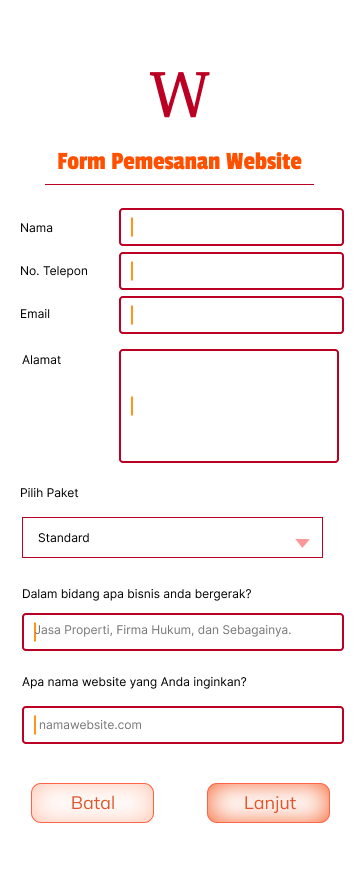 W
Form Pemesanan Website
Nama
No. Telepon
Email
Alamat
Pilih Paket
Standard
Dalam bidang apa bisnis anda bergerak?
Jasa Properti, Firma Hukum, dan Sebagainya.
Apa nama website yang Anda inginkan?
namawebsite.com
Batal Lanjut